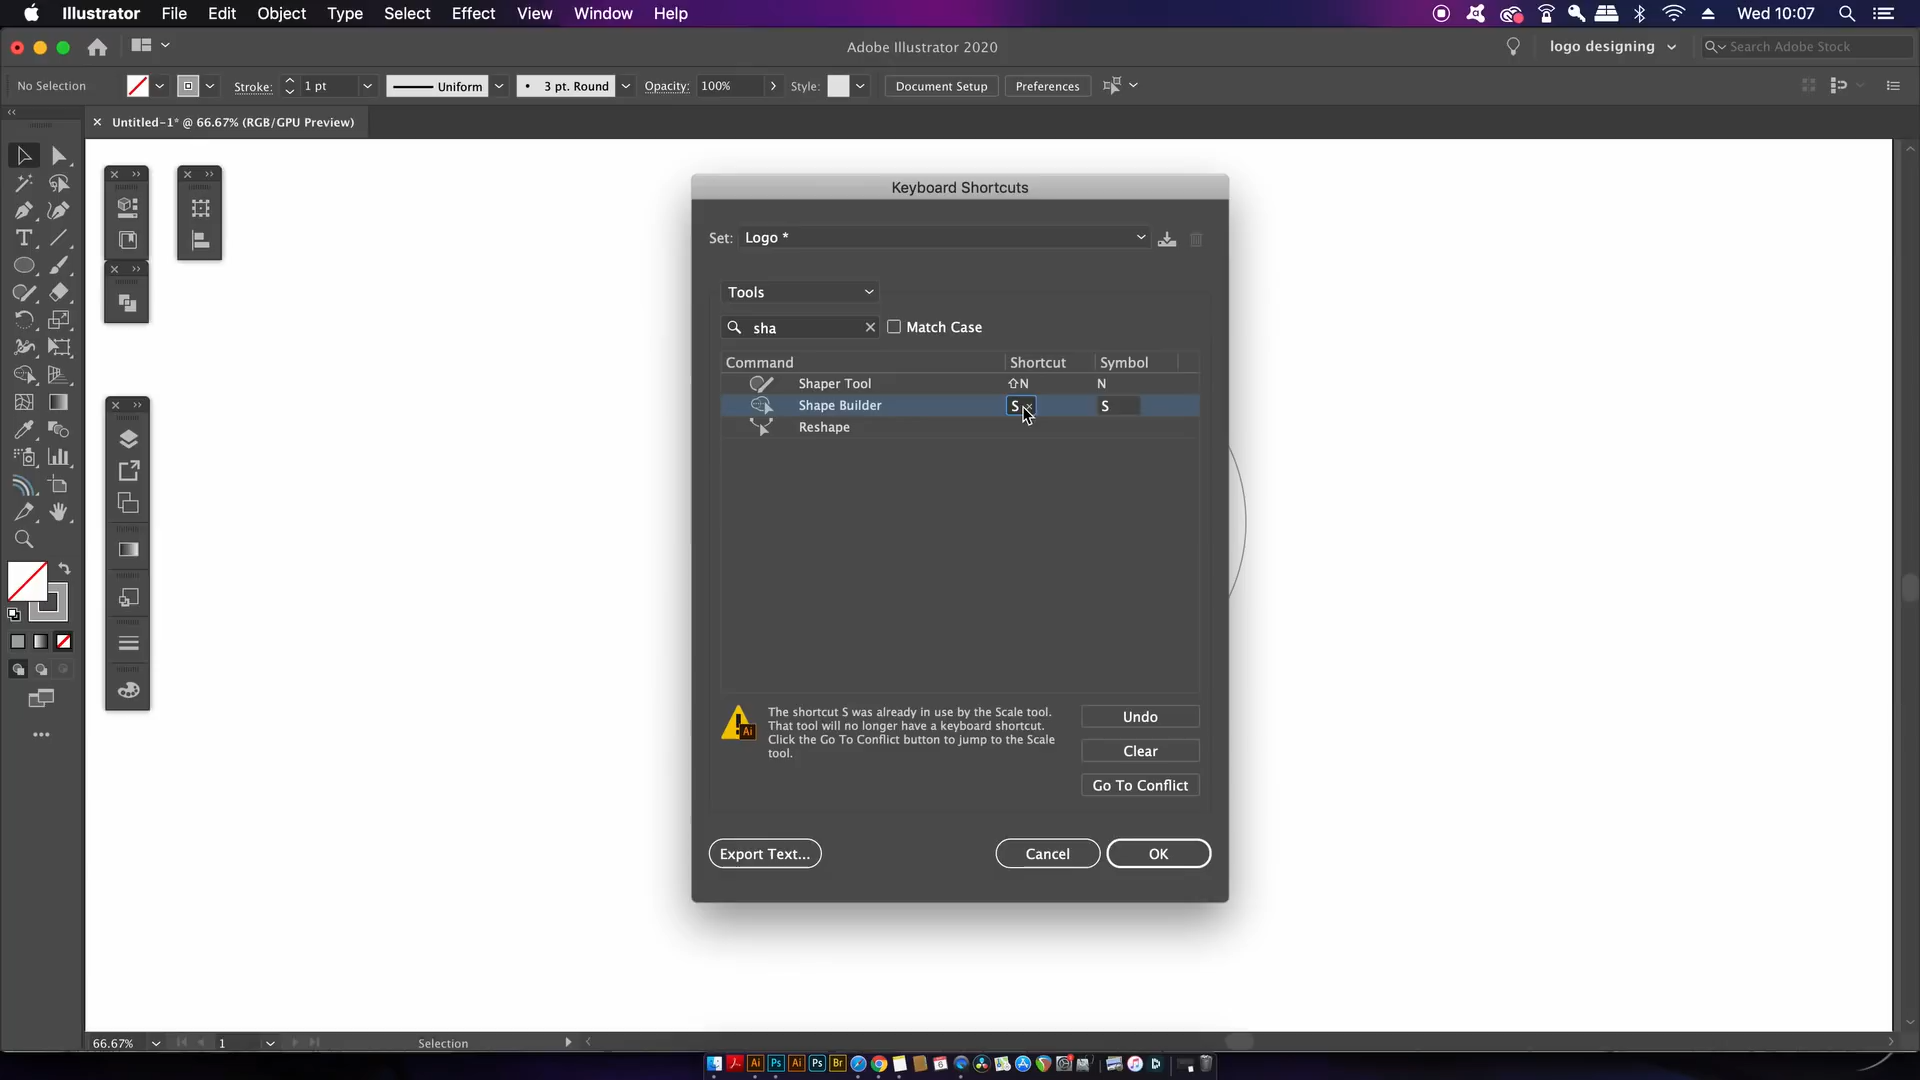 Illustrator File Edit Object Type Select Effect View Window Help
Wed 10:07
Adobe Illustrator 2020
logo designing
Search Adobe Stock
No Selection
Stroke: 1 pt
Uniform
3 pt. Round
Opacity: 100%
Style:
Document Setup
Preferences
Untitled-1* @ 66.67% (RGB/GPU Preview)
Keyboard Shortcuts
Set: Logo *
Tools
sha
Match Case
Command Shortcut Symbol
Shaper Tool ⇧N N
Shape Builder S S
Reshape
The shortcut S was already in use by the Scale tool.
That tool will no longer have a keyboard shortcut.
Click the Go To Conflict button to jump to the Scale
tool.
Undo
Clear
Go To Conflict
Export Text...
Cancel
OK
66.67%
1
Selection